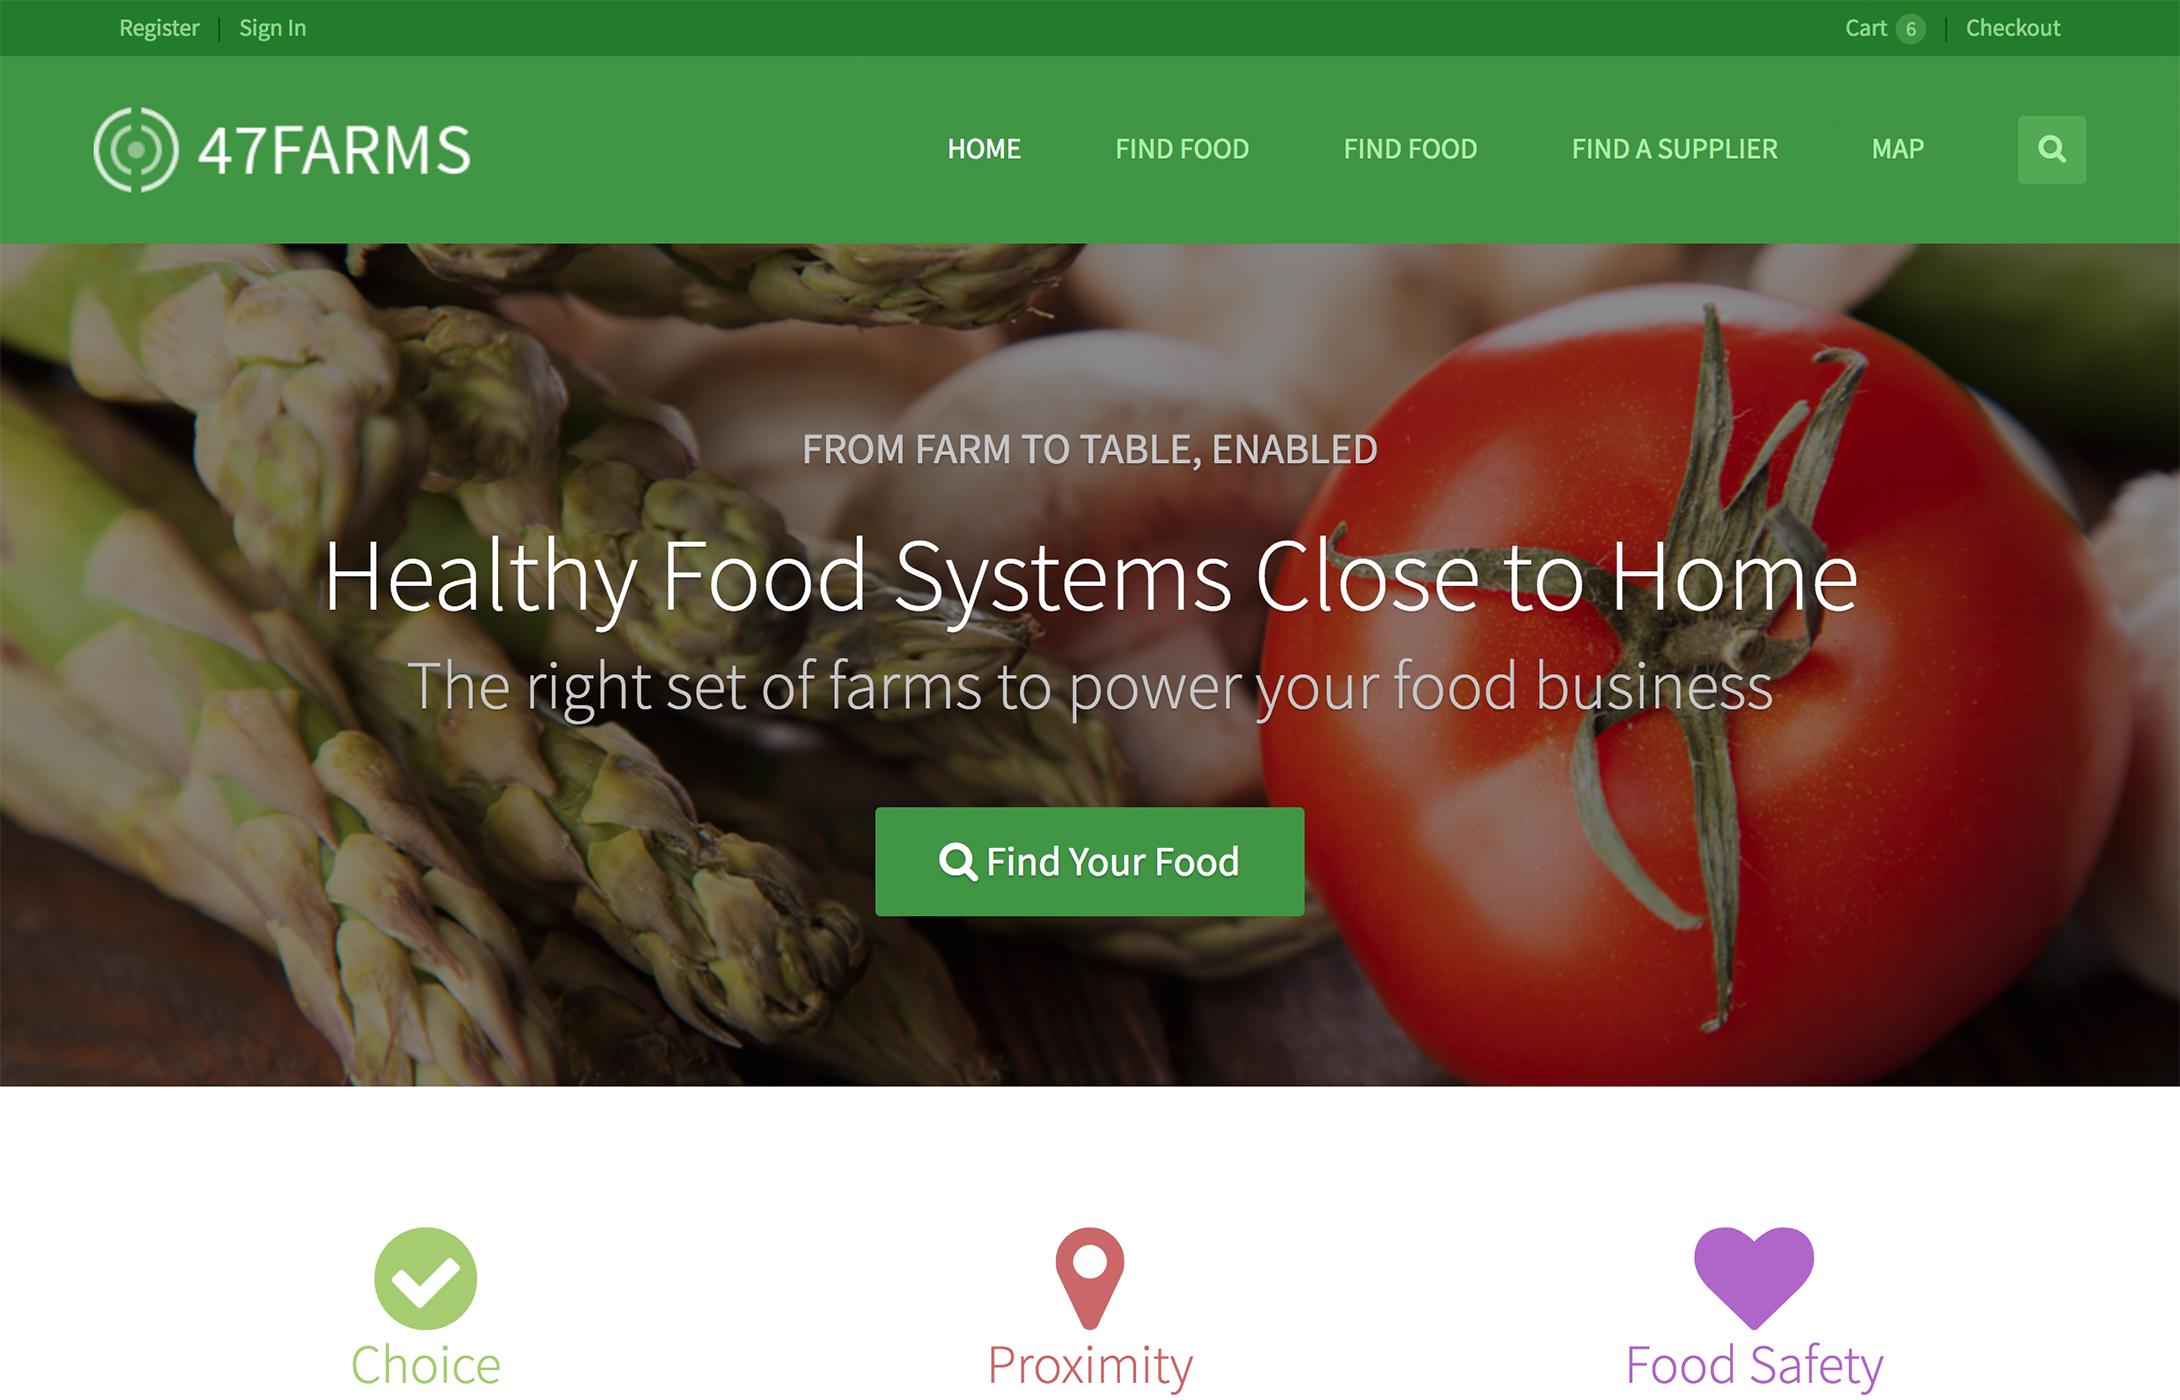 Register | Sign In
Cart 6 | Checkout
47FARMS
HOME FIND FOOD FIND FOOD FIND A SUPPLIER MAP
FROM FARM TO TABLE, ENABLED
Healthy Food Systems Close to Home
The right set of farms to power your food business
Find Your Food
Choice
Proximity
Food Safety